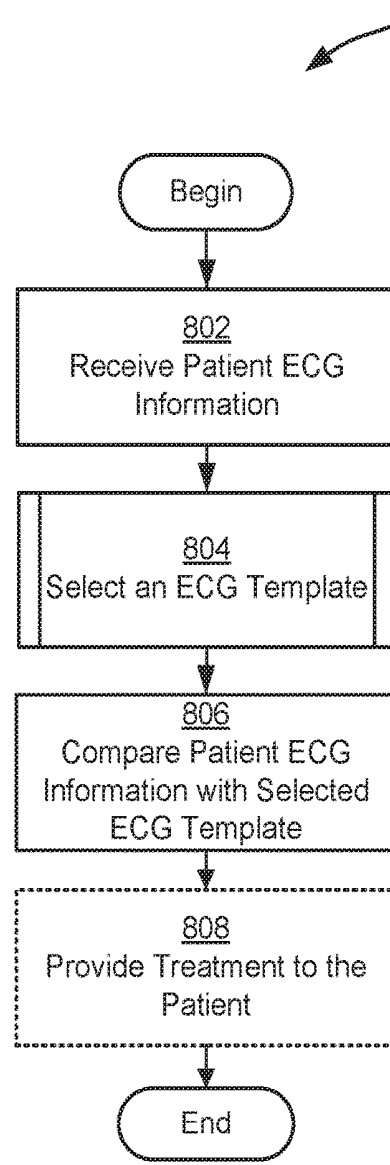 Begin
802
Receive Patient ECG
Information
804
Select an ECG Template
806
Compare Patient ECG
Information with Selected
ECG Template
808
Provide Treatment to the
Patient
End